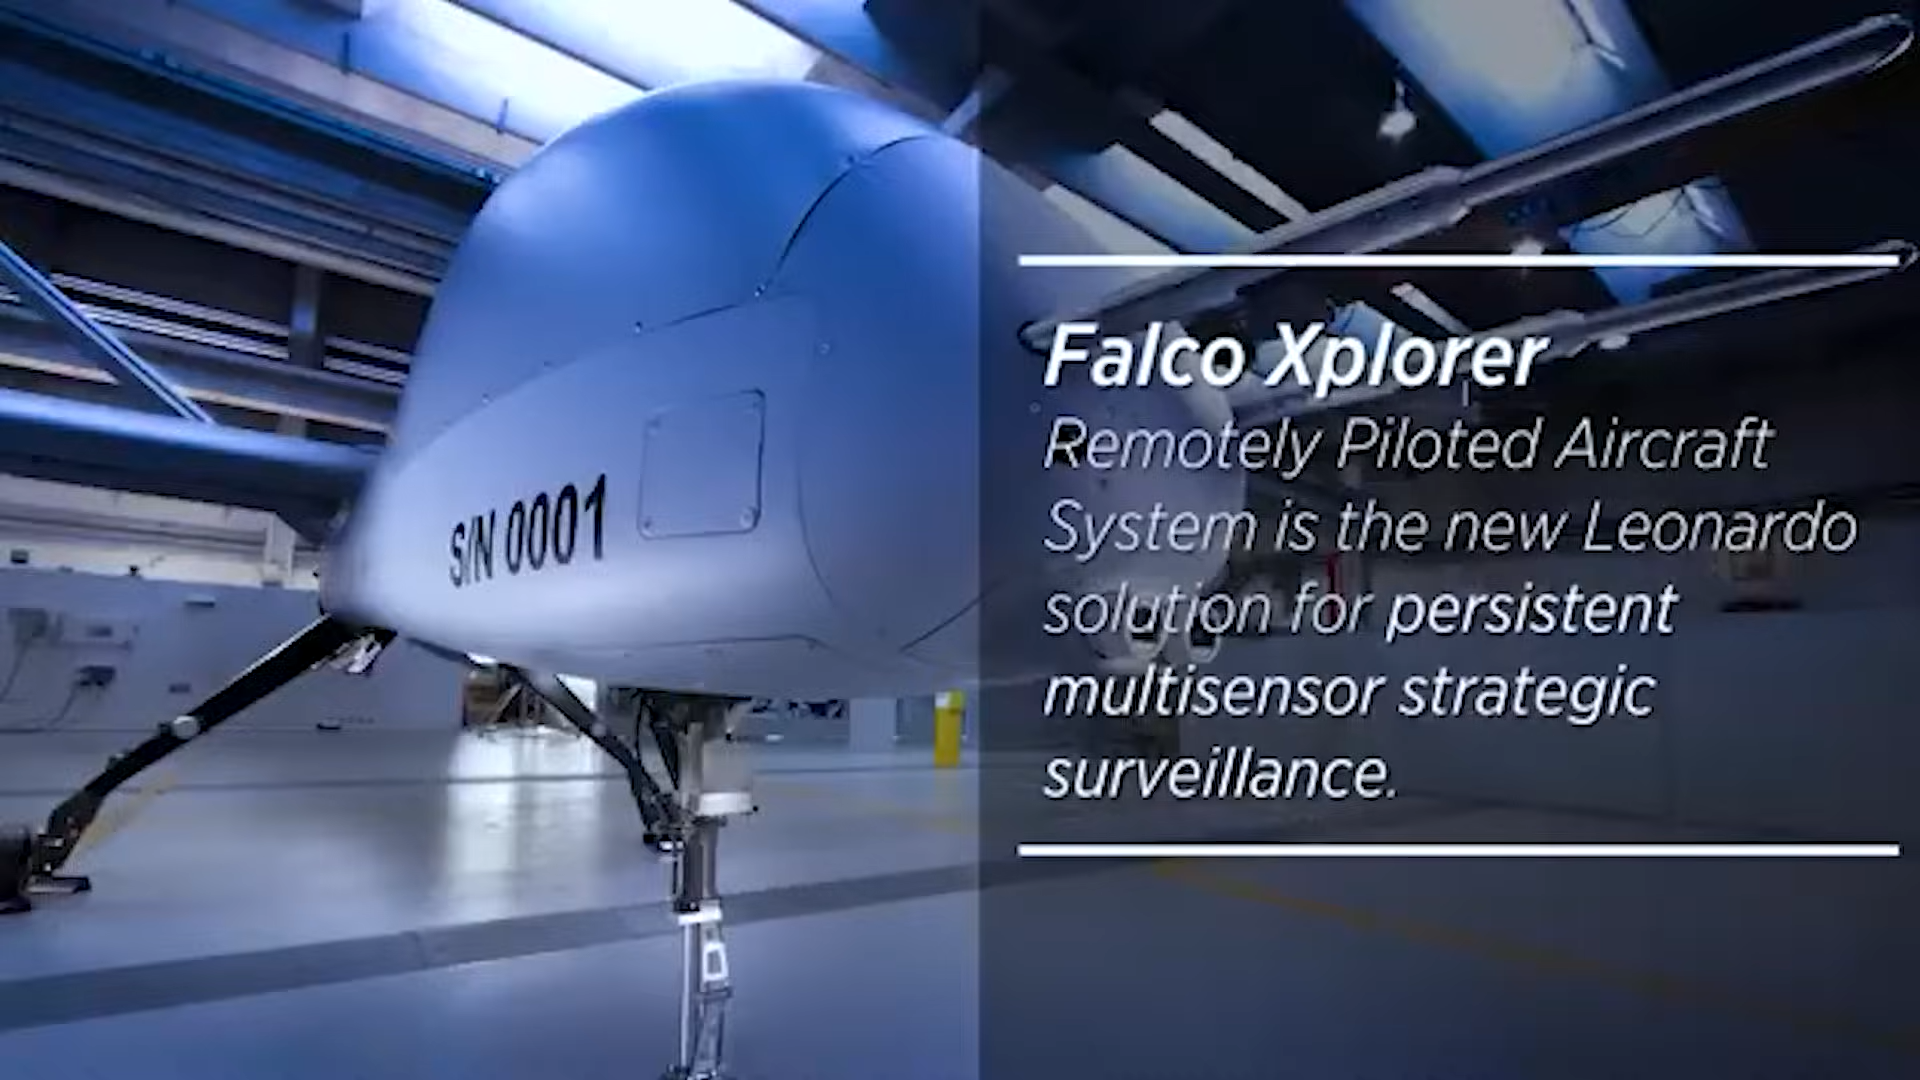 S/N 0001
Falco Xplorer
Remotely Piloted Aircraft
System is the new Leonardo
solution for persistent
multisensor strategic
surveillance.